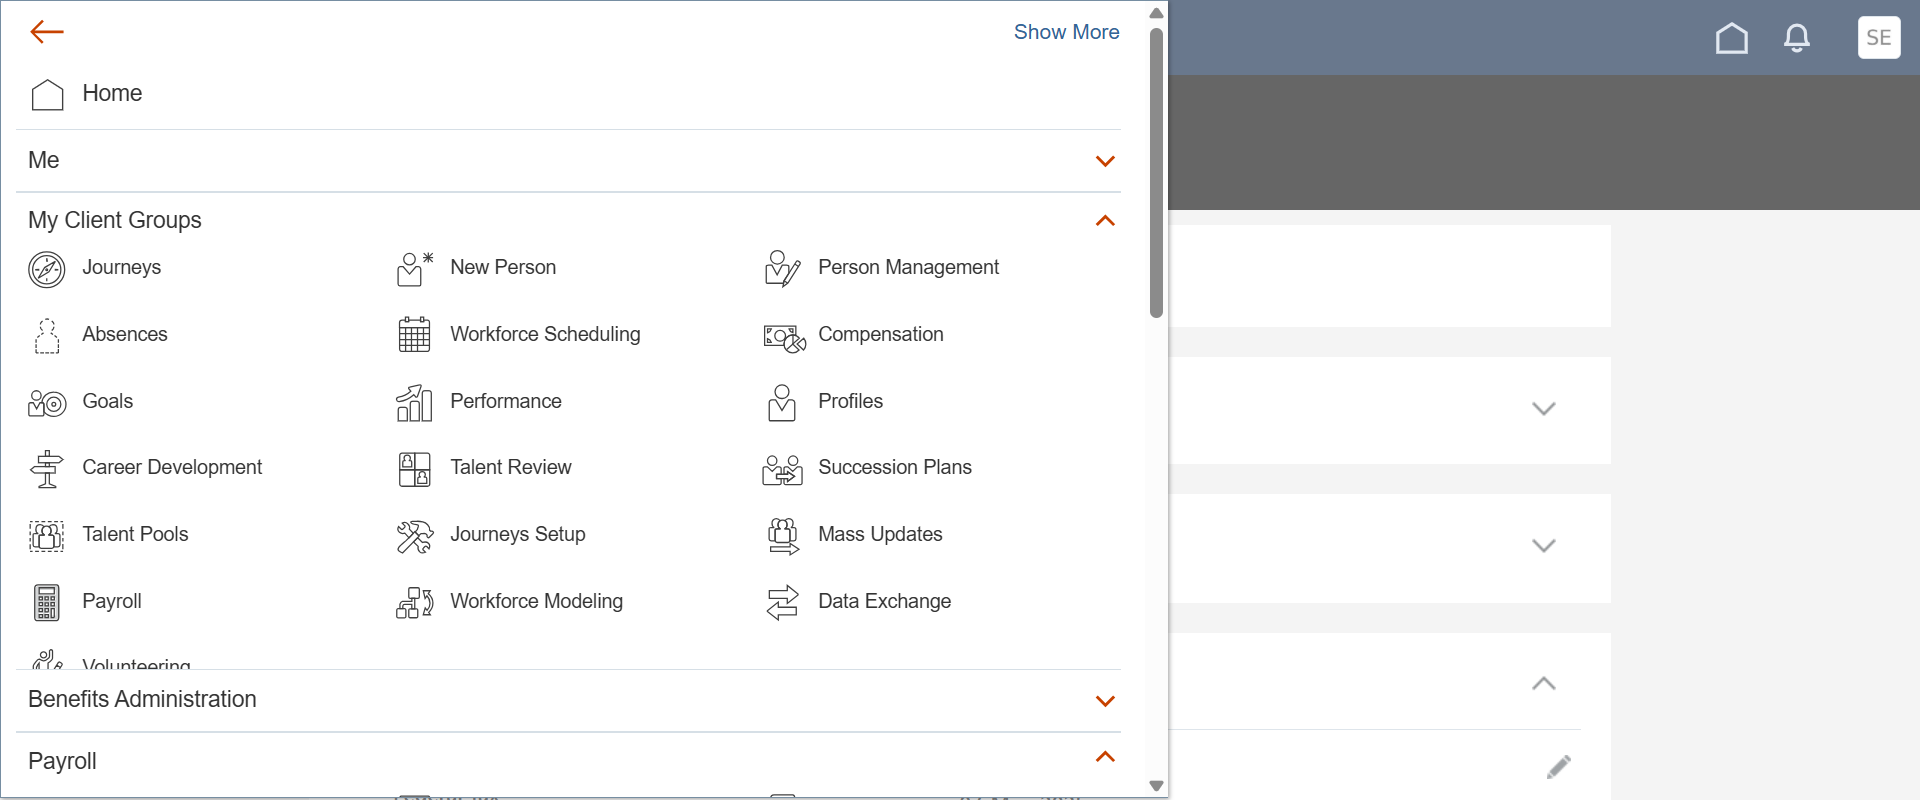 Show More
SE
Home
Me
My Client Groups
Journeys
New Person
Person Management
Absences
Workforce Scheduling
Compensation
Goals
Performance
Profiles
Career Development
Talent Review
Succession Plans
Talent Pools
Journeys Setup
Mass Updates
Payroll
Workforce Modeling
Data Exchange
Volunteering
Benefits Administration
Payroll